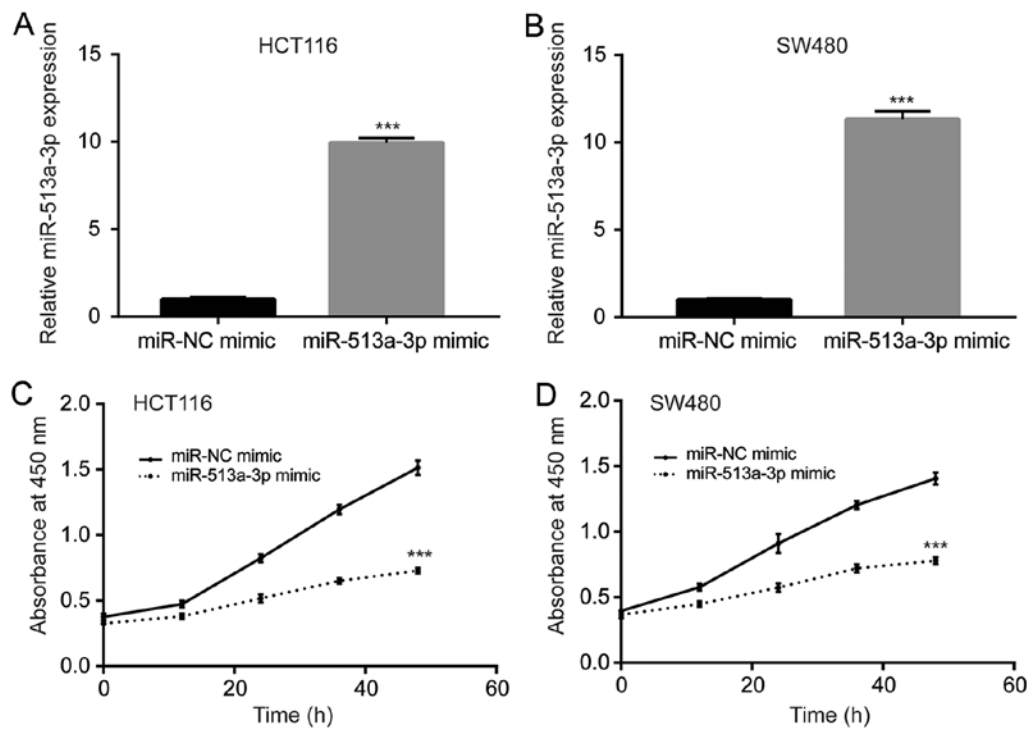 A
HCT116
Relative miR-513a-3p expression
15
10
5
0
***
miR-NC mimic
miR-513a-3p mimic
B
SW480
Relative miR-513a-3p expression
15
10
5
0
***
miR-NC mimic
miR-513a-3p mimic
C
HCT116
Absorbance at 450 nm
2.0
1.5
1.0
0.5
0.0
miR-NC mimic
miR-513a-3p mimic
***
0 20 40 60
Time (h)
D
SW480
Absorbance at 450 nm
2.0
1.5
1.0
0.5
0.0
miR-NC mimic
miR-513a-3p mimic
***
0 20 40 60
Time (h)